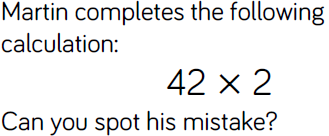 Martin completes the following
calculation:
42 × 2
Can you spot his mistake?